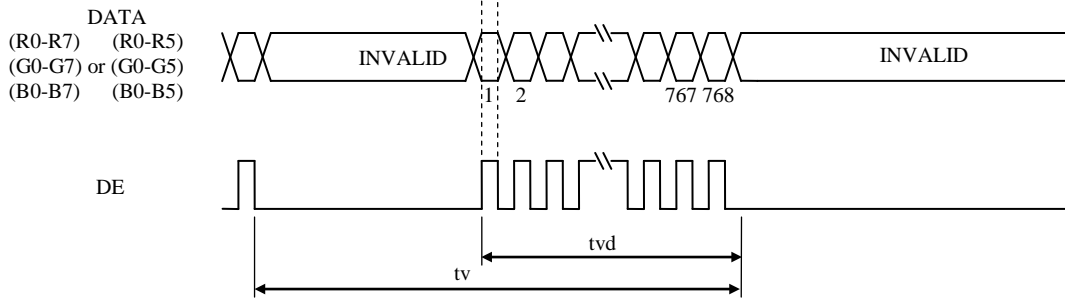 DATA
(R0-R7) (R0-R5)
(G0-G7) or (G0-G5)
(B0-B7) (B0-B5)
INVALID
INVALID
1 2 767 768
DE
tvd
tv